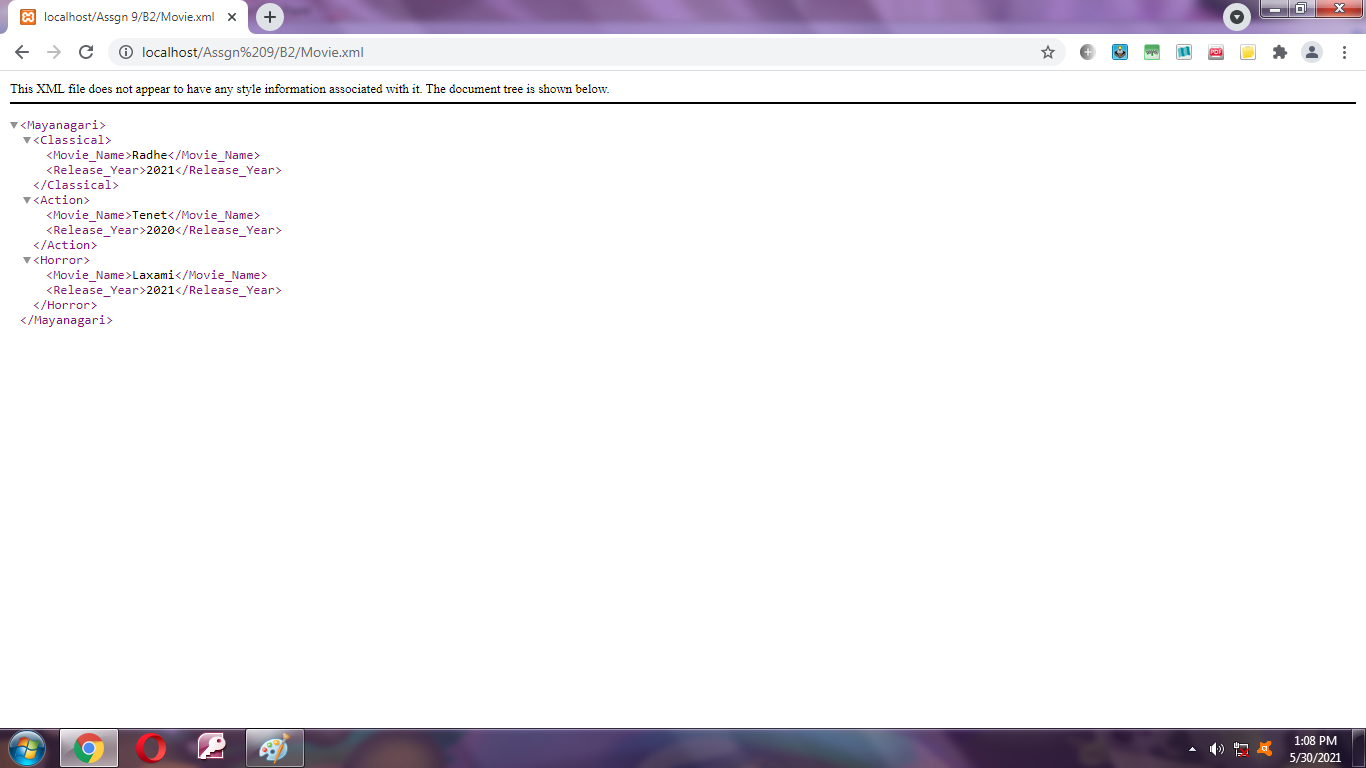 localhost/Assgn 9/B2/Movie.xml
localhost/Assgn%209/B2/Movie.xml
PDF
This XML file does not appear to have any style information associated with it. The document tree is shown below.
<Mayanagari>
<Classical>
<Movie_Name>Radhe</Movie_Name>
<Release_Year>2021</Release_Year>
</Classical>
<Action>
<Movie_Name>Tenet</Movie_Name>
<Release_Year>2020</Release_Year>
</Action>
<Horror>
<Movie_Name>Laxami</Movie_Name>
<Release_Year>2021</Release_Year>
</Horror>
</Mayanagari>
1:08 PM
5/30/2021